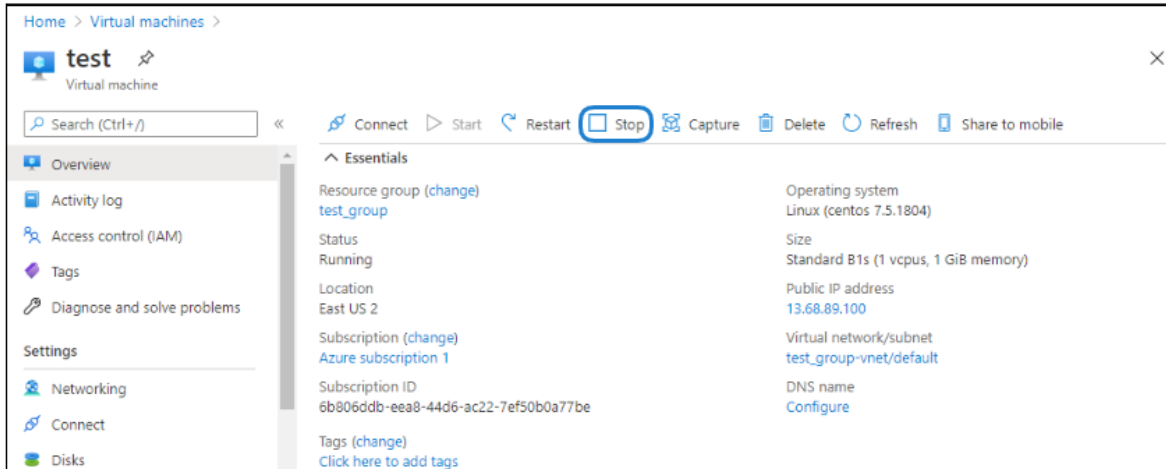 Home > Virtual machines >
test
Virtual machine
Search (Ctrl+/)
«
Connect Start Restart Stop Capture Delete Refresh Share to mobile
Overview
Activity log
Access control (IAM)
Tags
Diagnose and solve problems
Settings
Networking
Connect
Disks
Essentials
Resource group (change)
test_group
Status
Running
Location
East US 2
Subscription (change)
Azure subscription 1
Subscription ID
6b806ddb-eea8-44d6-ac22-7ef50b0a77be
Tags (change)
Click here to add tags
Operating system
Linux (centos 7.5.1804)
Size
Standard B1s (1 vcpus, 1 GiB memory)
Public IP address
13.68.89.100
Virtual network/subnet
test_group-vnet/default
DNS name
Configure